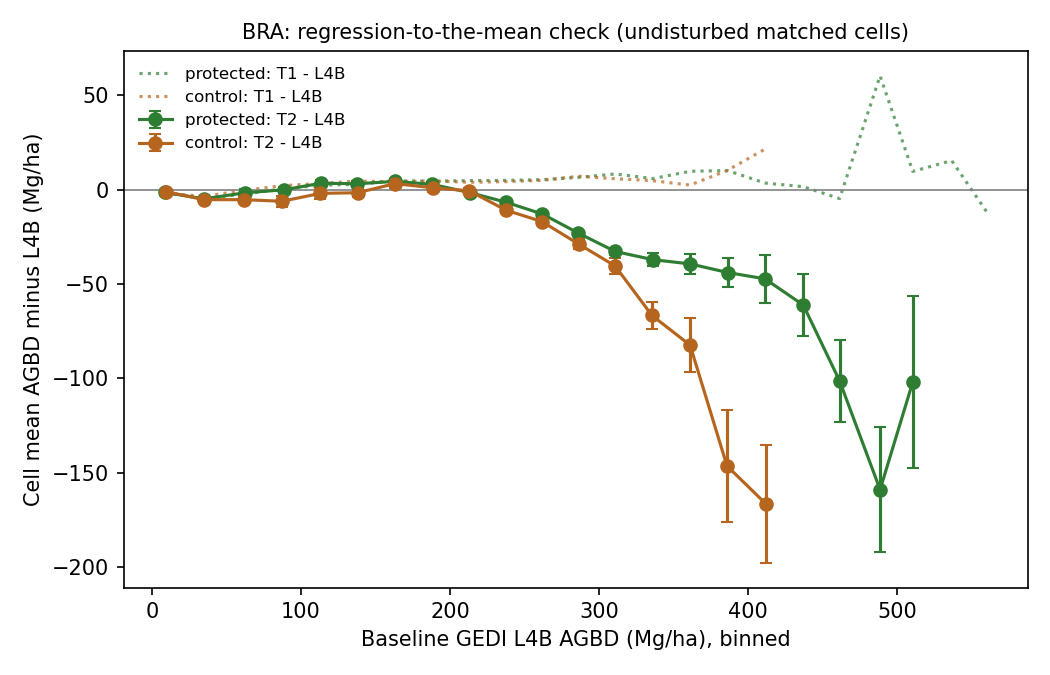 BRA: regression-to-the-mean check (undisturbed matched cells)
protected: T1 - L4B
control: T1 - L4B
protected: T2 - L4B
control: T2 - L4B
Cell mean AGBD minus L4B (Mg/ha)
50
0
−50
−100
−150
−200
0 100 200 300 400 500
Baseline GEDI L4B AGBD (Mg/ha), binned